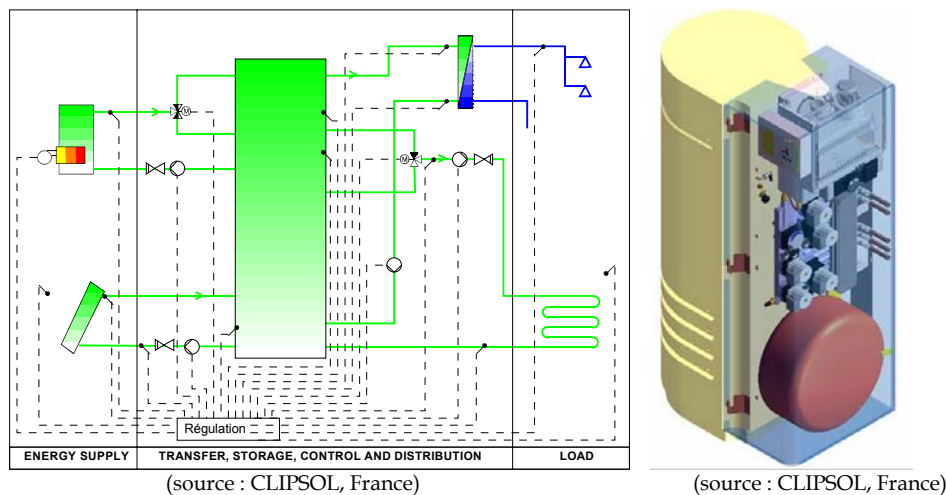 M
M
Régulation
ENERGY SUPPLY
TRANSFER, STORAGE, CONTROL AND DISTRIBUTION
LOAD
(source : CLIPSOL, France)
(source : CLIPSOL, France)